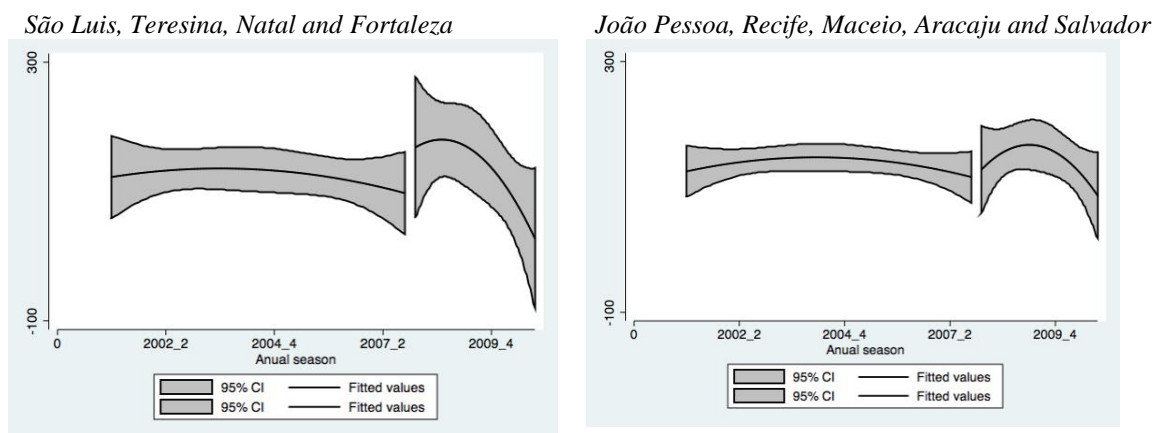 São Luis, Teresina, Natal and Fortaleza
300
-100
0 2002_2 2004_4 2007_2 2009_4
Anual season
95% CI Fitted values
95% CI Fitted values
João Pessoa, Recife, Maceio, Aracaju and Salvador
300
-100
0 2002_2 2004_4 2007_2 2009_4
Anual season
95% CI Fitted values
95% CI Fitted values